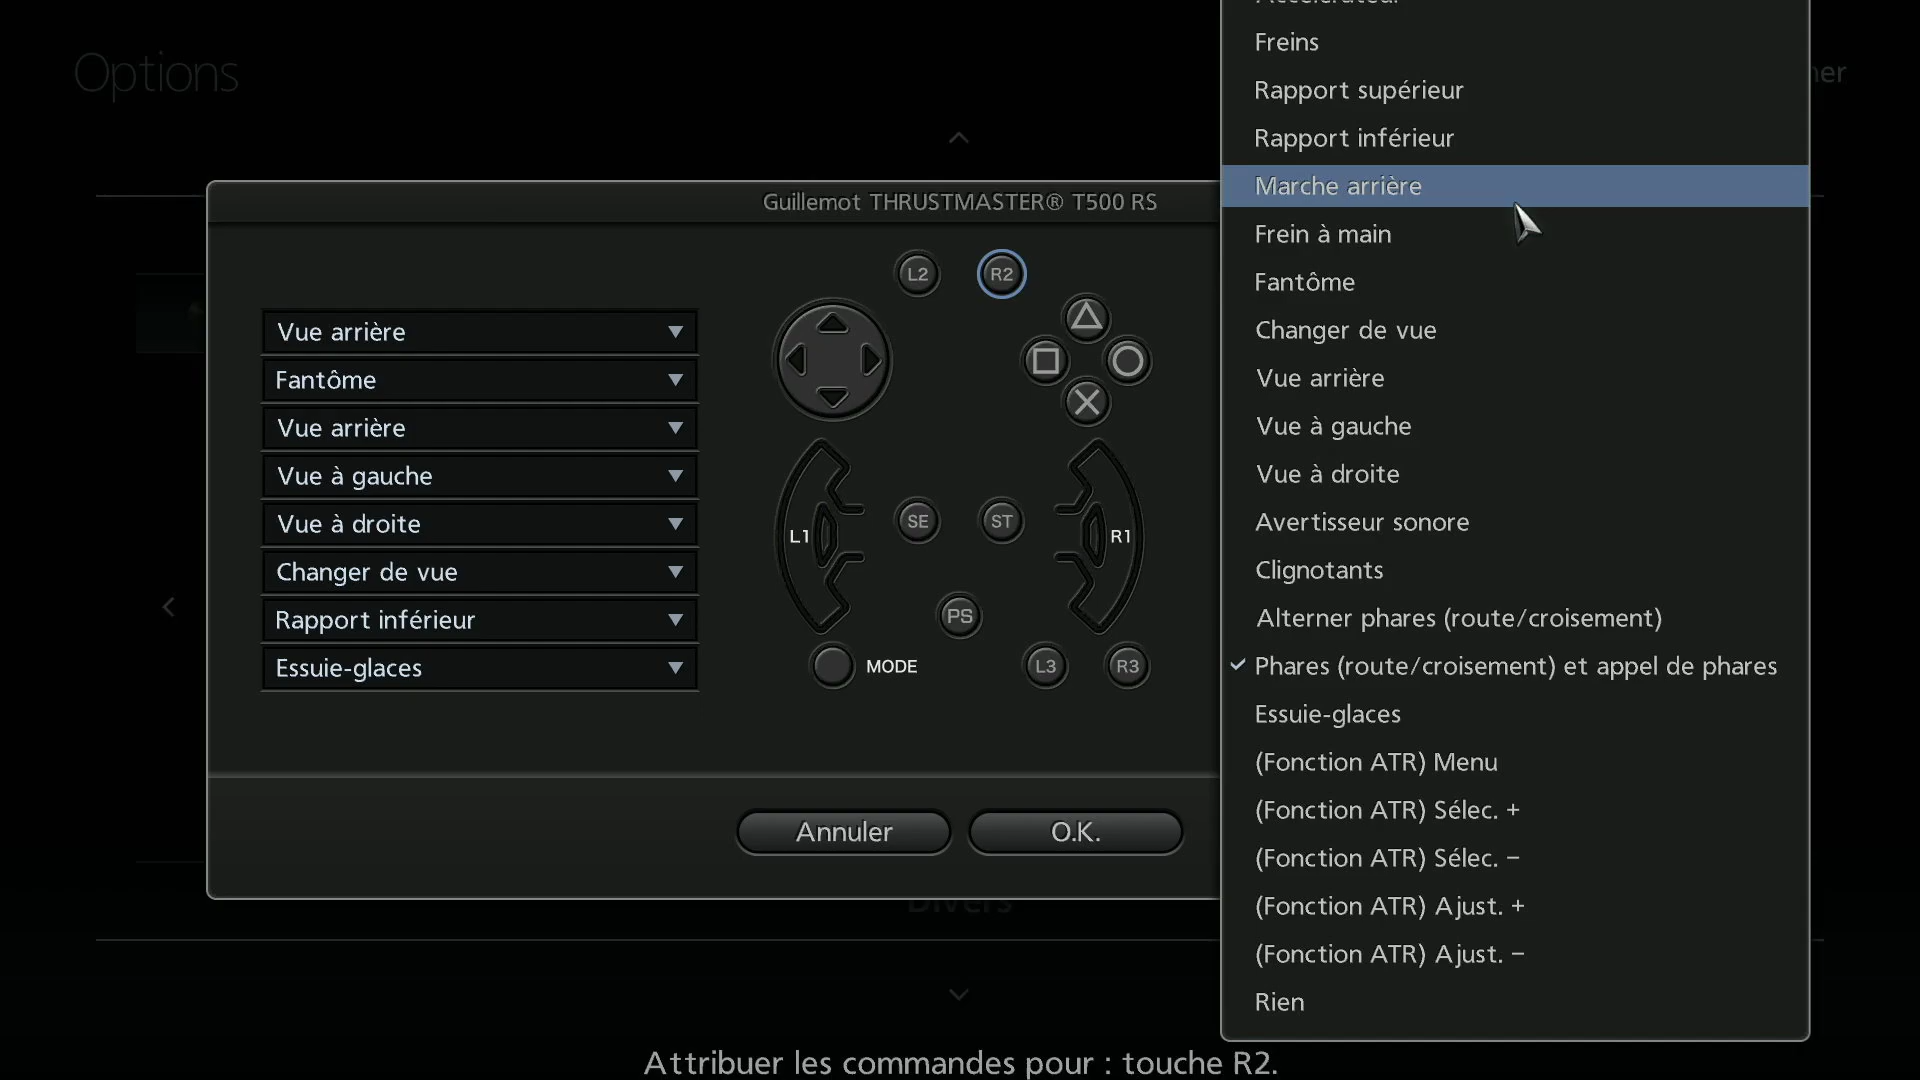 Options
Guillemot THRUSTMASTER® T500 RS
L2
R2
Vue arrière
Fantôme
Vue arrière
Vue à gauche
Vue à droite
Changer de vue
Rapport inférieur
Essuie-glaces
L1
SE
ST
R1
PS
MODE
L3
R3
Annuler
O.K.
Divers
Accélérateur
Freins
Rapport supérieur
Rapport inférieur
Marche arrière
Frein à main
Fantôme
Changer de vue
Vue arrière
Vue à gauche
Vue à droite
Avertisseur sonore
Clignotants
Alterner phares (route/croisement)
Phares (route/croisement) et appel de phares
Essuie-glaces
(Fonction ATR) Menu
(Fonction ATR) Sélec. +
(Fonction ATR) Sélec. −
(Fonction ATR) Ajust. +
(Fonction ATR) Ajust. −
Rien
Attribuer les commandes pour : touche R2.